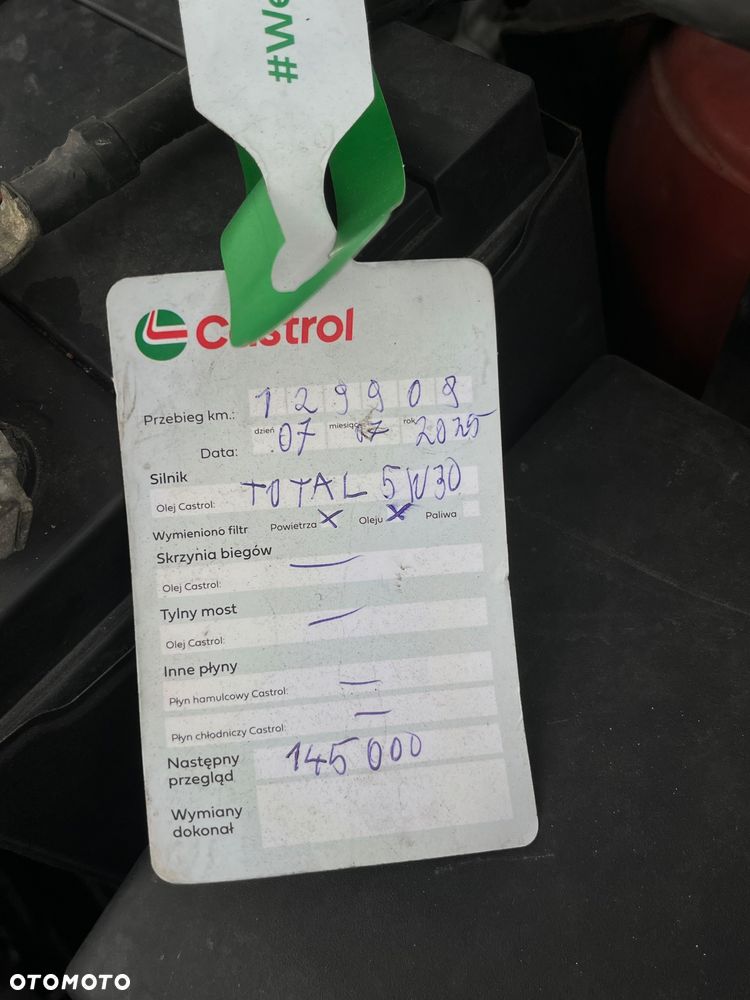 #We
Castrol
Przebieg km.: 129908
dzień miesiąc rok
Data: 07 07 2025
Silnik
Olej Castrol: TOTAL 5W30
Wymieniono filtr Powietrza X Oleju X Paliwa
Skrzynia biegów
Olej Castrol: —
Tylny most
Olej Castrol: —
Inne płyny
Płyn hamulcowy Castrol: —
Płyn chłodniczy Castrol: —
Następny
przegląd 145000
Wymiany
dokonał
OTOMOTO